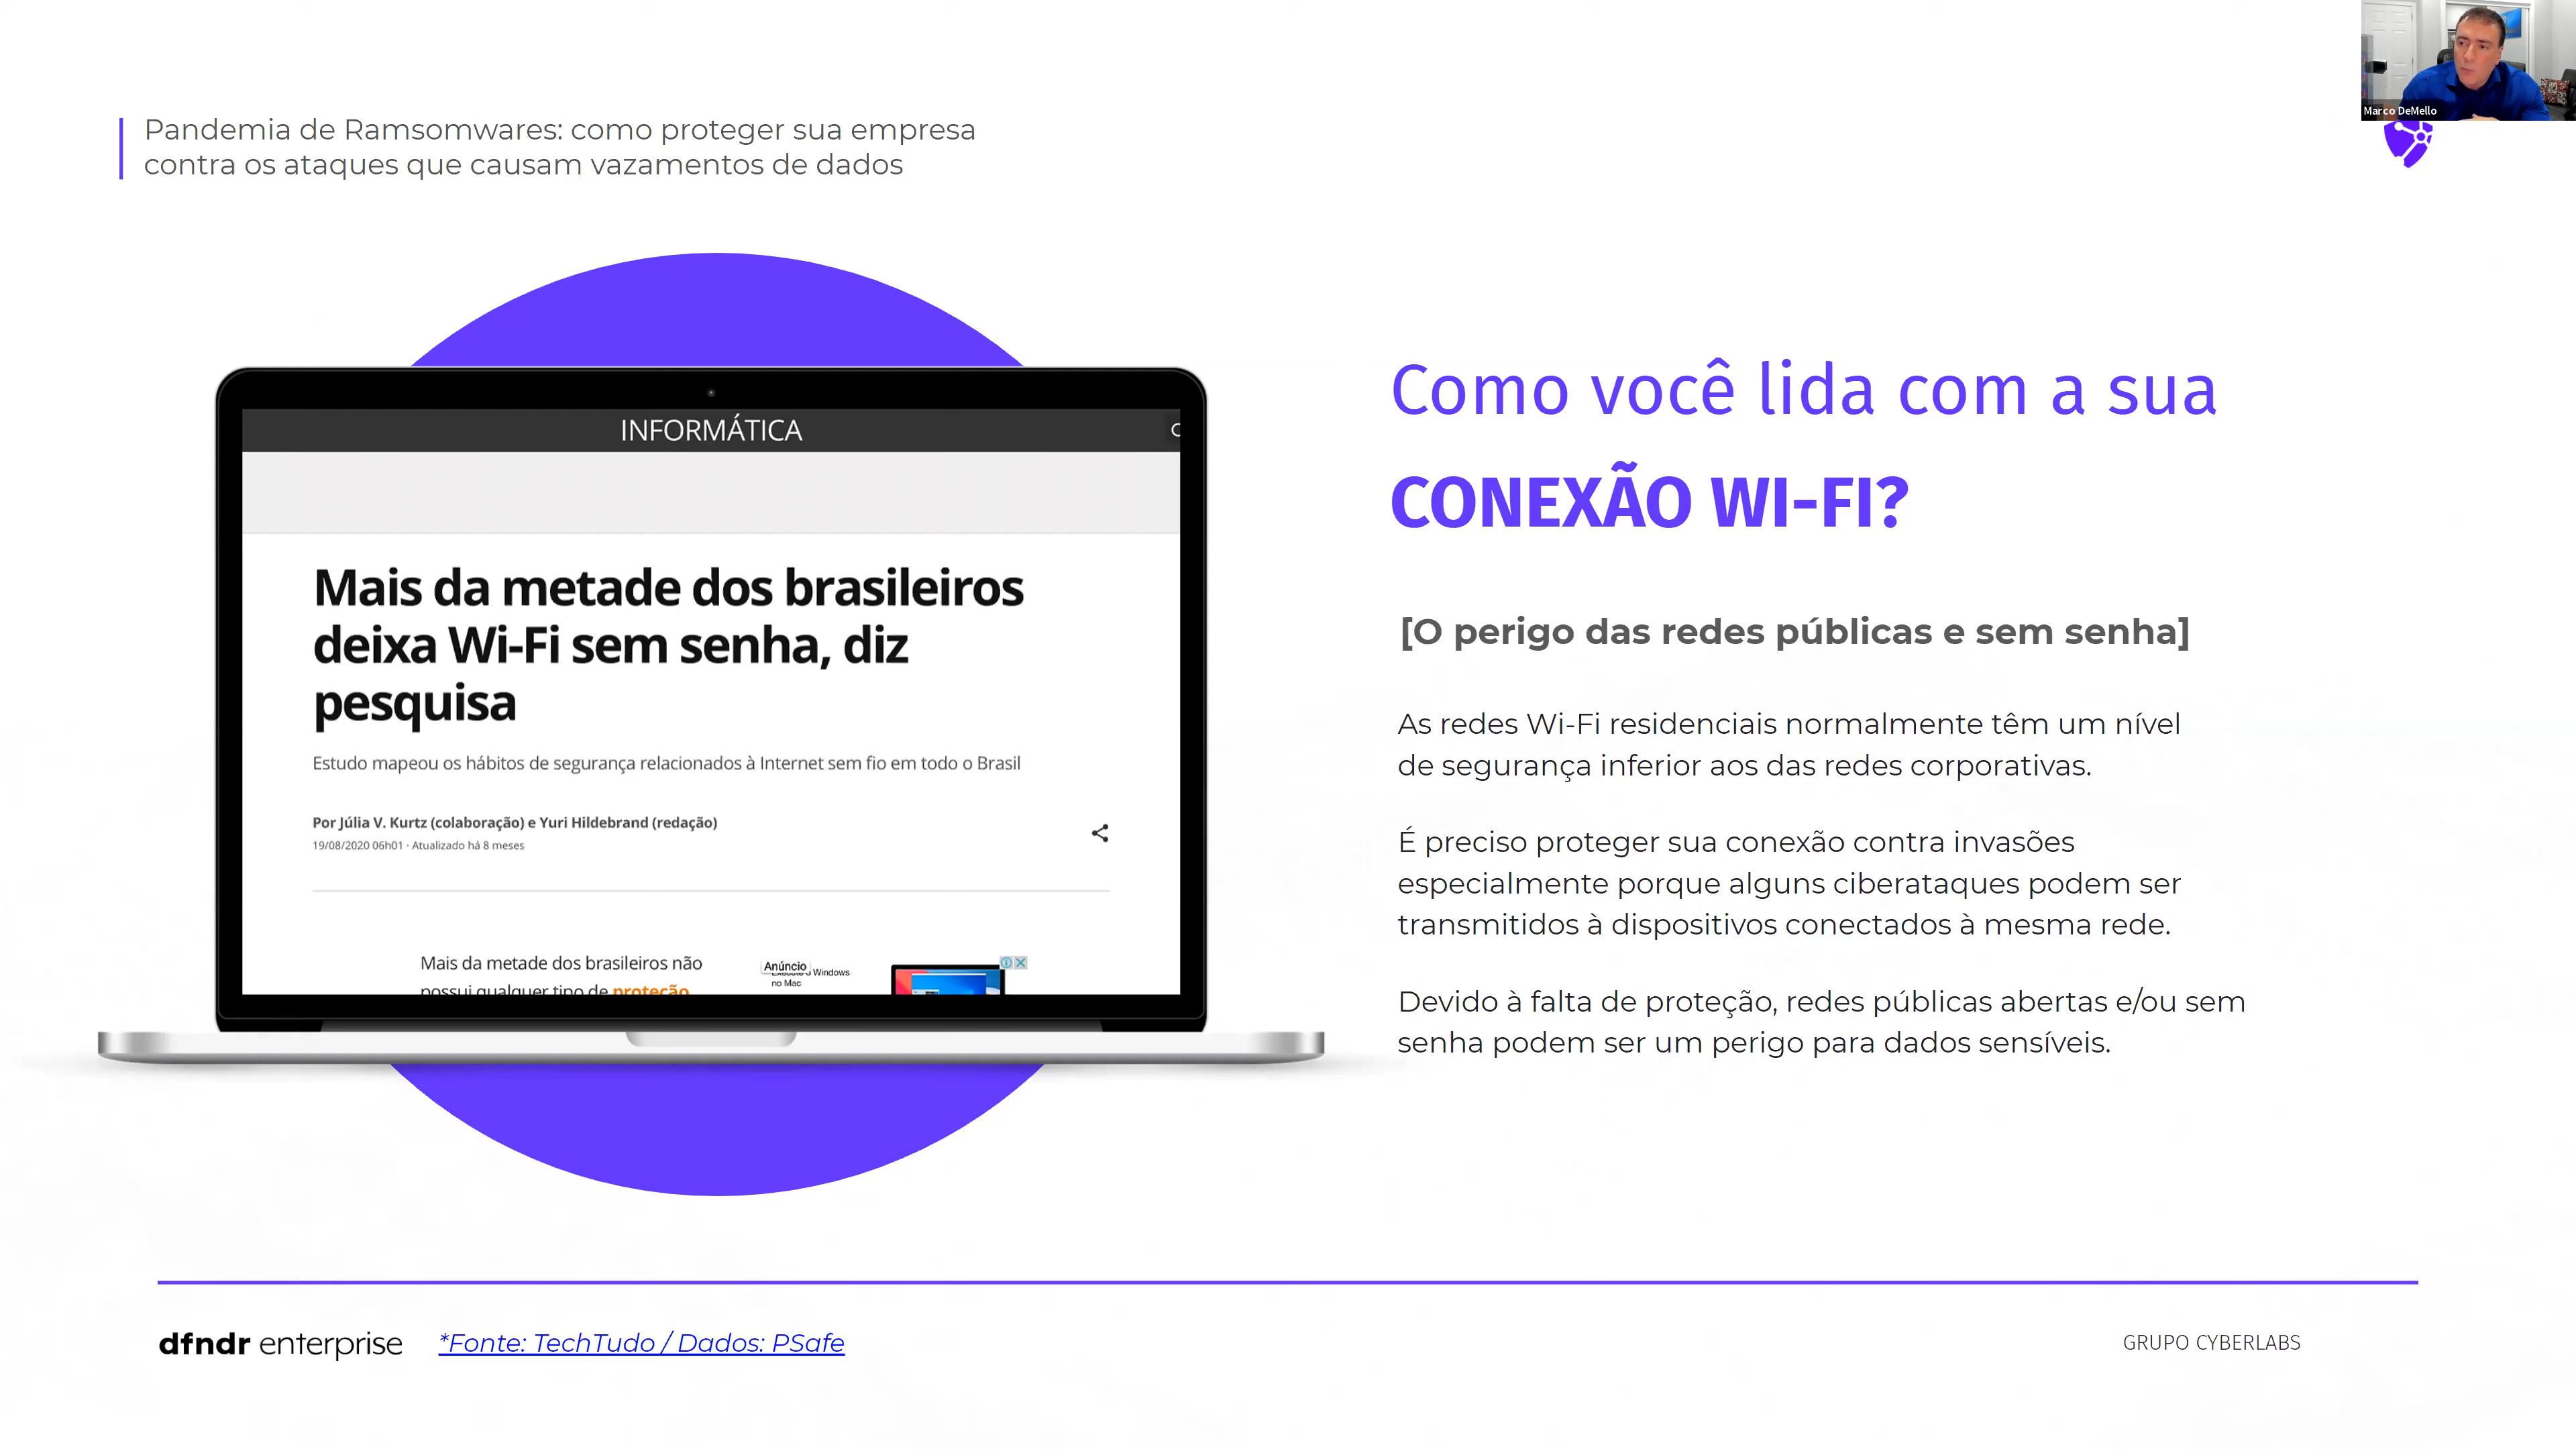 Marco DeMello
Pandemia de Ramsomwares: como proteger sua empresa
contra os ataques que causam vazamentos de dados
INFORMÁTICA
Mais da metade dos brasileiros
deixa Wi-Fi sem senha, diz
pesquisa
Estudo mapeou os hábitos de segurança relacionados à Internet sem fio em todo o Brasil
Por Júlia V. Kurtz (colaboração) e Yuri Hildebrand (redação)
19/08/2020 06h01 · Atualizado há 8 meses
Mais da metade dos brasileiros não
possui qualquer tipo de proteção
Anúncio
Windows
no Mac
Como você lida com a sua
CONEXÃO WI-FI?
[O perigo das redes públicas e sem senha]
As redes Wi-Fi residenciais normalmente têm um nível
de segurança inferior aos das redes corporativas.
É preciso proteger sua conexão contra invasões
especialmente porque alguns ciberataques podem ser
transmitidos à dispositivos conectados à mesma rede.
Devido à falta de proteção, redes públicas abertas e/ou sem
senha podem ser um perigo para dados sensíveis.
dfndr enterprise
*Fonte: TechTudo / Dados: PSafe
GRUPO CYBERLABS